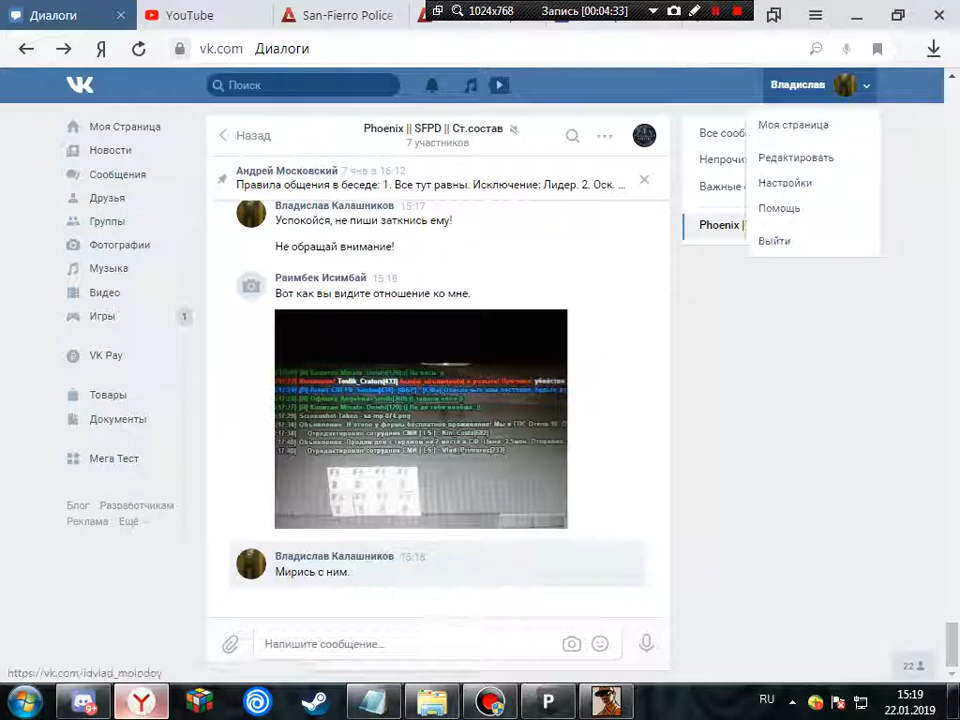 Диалоги
YouTube
San-Fierro Police
1024x768
Запись [00:04:33]
vk.com
Диалоги
Поиск
Владислав
Моя Страница
Новости
Сообщения
Друзья
Группы
Фотографии
Музыка
Видео
Игры
1
VK Pay
Товары
Документы
Мега Тест
Блог Разработчикам
Реклама Ещё
Назад
Phoenix || SFPD || Ст.состав
7 участников
Андрей Московский 7 янв в 16:12
Правила общения в беседе: 1. Все тут равны. Исключение: Лидер. 2. Оск. ...
Владислав Калашников 15:17
Успокойся, не пиши заткнись ему!
Не обращай внимание!
Раимбек Исимбай 15:18
Вот как вы видите отношение ко мне.
Владислав Калашников 15:18
Мирись с ним.
Напишите сообщение...
Все сооб
Непрочит
Важные
Phoenix |
Моя страница
Редактировать
Настройки
Помощь
Выйти
22
https://vk.com/idvlad_molodoy
RU
15:19
22.01.2019